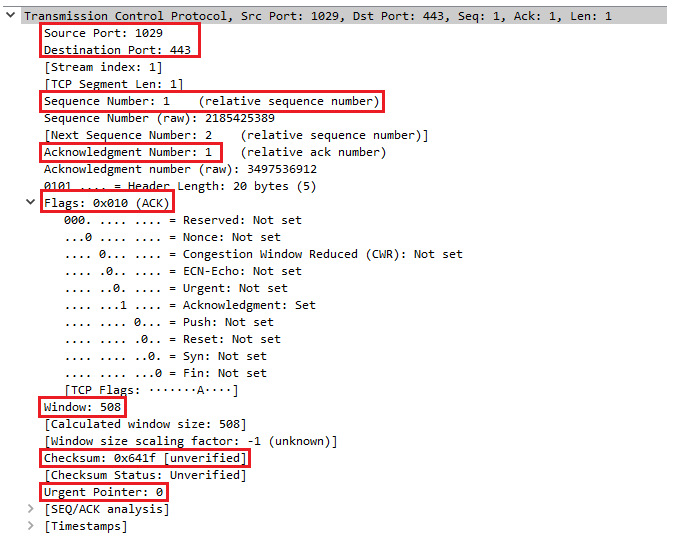 Transmission Control Protocol, Src Port: 1029, Dst Port: 443, Seq: 1, Ack: 1, Len: 1
Source Port: 1029
Destination Port: 443
[Stream index: 1]
[TCP Segment Len: 1]
Sequence Number: 1    (relative sequence number)
Sequence Number (raw): 2185425389
[Next Sequence Number: 2    (relative sequence number)]
Acknowledgment Number: 1    (relative ack number)
Acknowledgment number (raw): 3497536912
0101 .... = Header Length: 20 bytes (5)
Flags: 0x010 (ACK)
000. .... .... = Reserved: Not set
...0 .... .... = Nonce: Not set
.... 0... .... = Congestion Window Reduced (CWR): Not set
.... .0.. .... = ECN-Echo: Not set
.... ..0. .... = Urgent: Not set
.... ...1 .... = Acknowledgment: Set
.... .... 0... = Push: Not set
.... .... .0.. = Reset: Not set
.... .... ..0. = Syn: Not set
.... .... ...0 = Fin: Not set
[TCP Flags: ·······A····]
Window: 508
[Calculated window size: 508]
[Window size scaling factor: -1 (unknown)]
Checksum: 0x641f [unverified]
[Checksum Status: Unverified]
Urgent Pointer: 0
[SEQ/ACK analysis]
[Timestamps]